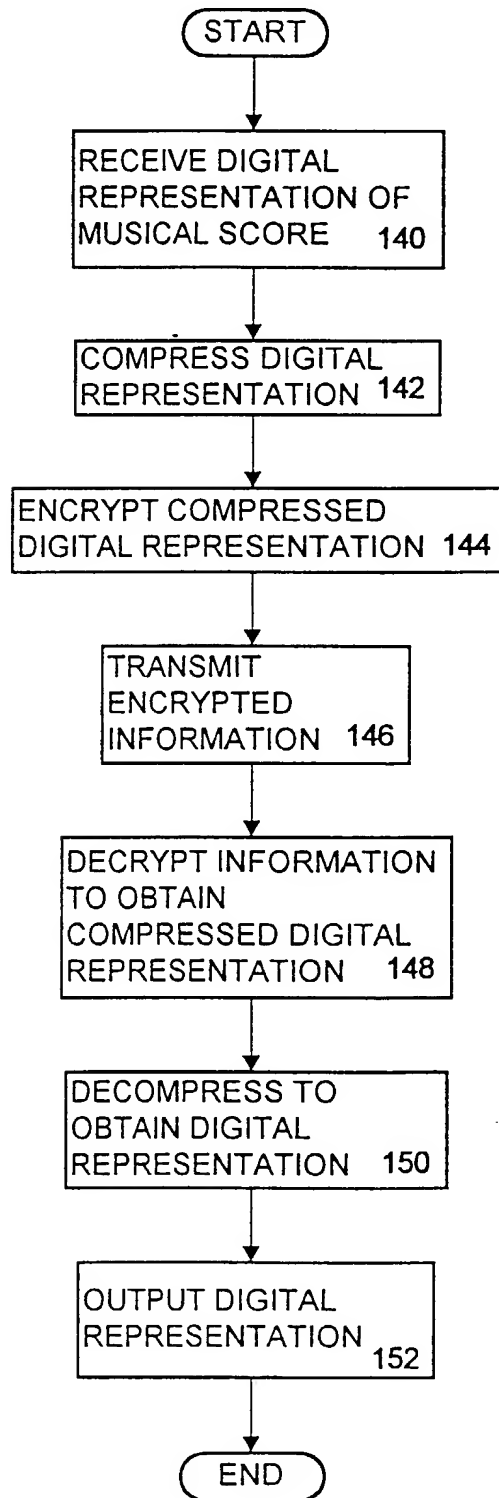 START
RECEIVE DIGITAL
REPRESENTATION OF
MUSICAL SCORE 140
COMPRESS DIGITAL
REPRESENTATION 142
ENCRYPT COMPRESSED
DIGITAL REPRESENTATION 144
TRANSMIT
ENCRYPTED
INFORMATION 146
DECRYPT INFORMATION
TO OBTAIN
COMPRESSED DIGITAL
REPRESENTATION 148
DECOMPRESS TO
OBTAIN DIGITAL
REPRESENTATION 150
OUTPUT DIGITAL
REPRESENTATION
152
END